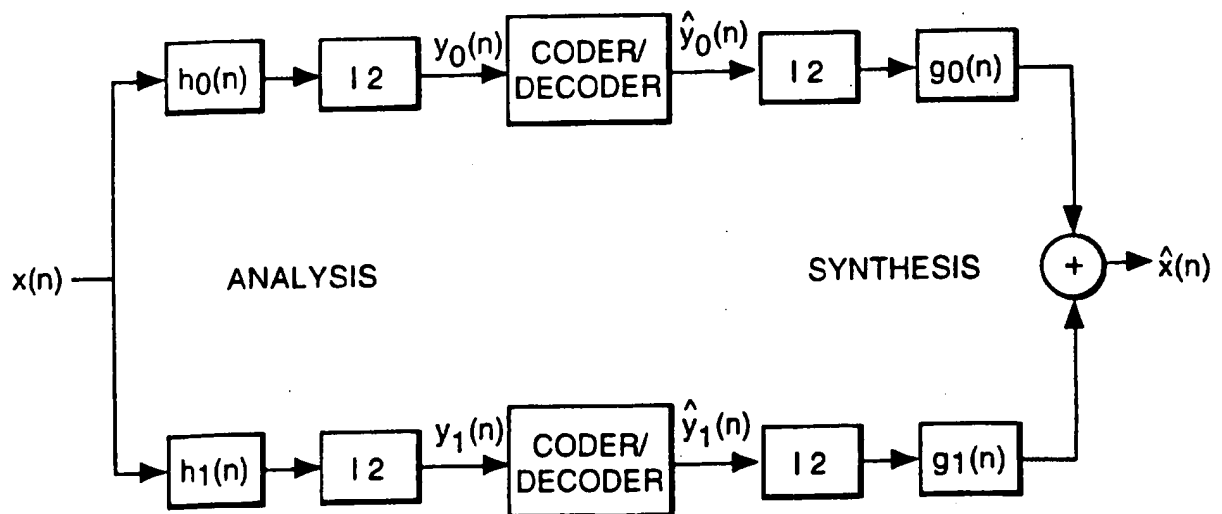 h0(n)
I 2
y0(n)
CODER/
DECODER
ŷ0(n)
I 2
g0(n)
x(n)
ANALYSIS
SYNTHESIS
+
x̂(n)
h1(n)
I 2
y1(n)
CODER/
DECODER
ŷ1(n)
I 2
g1(n)